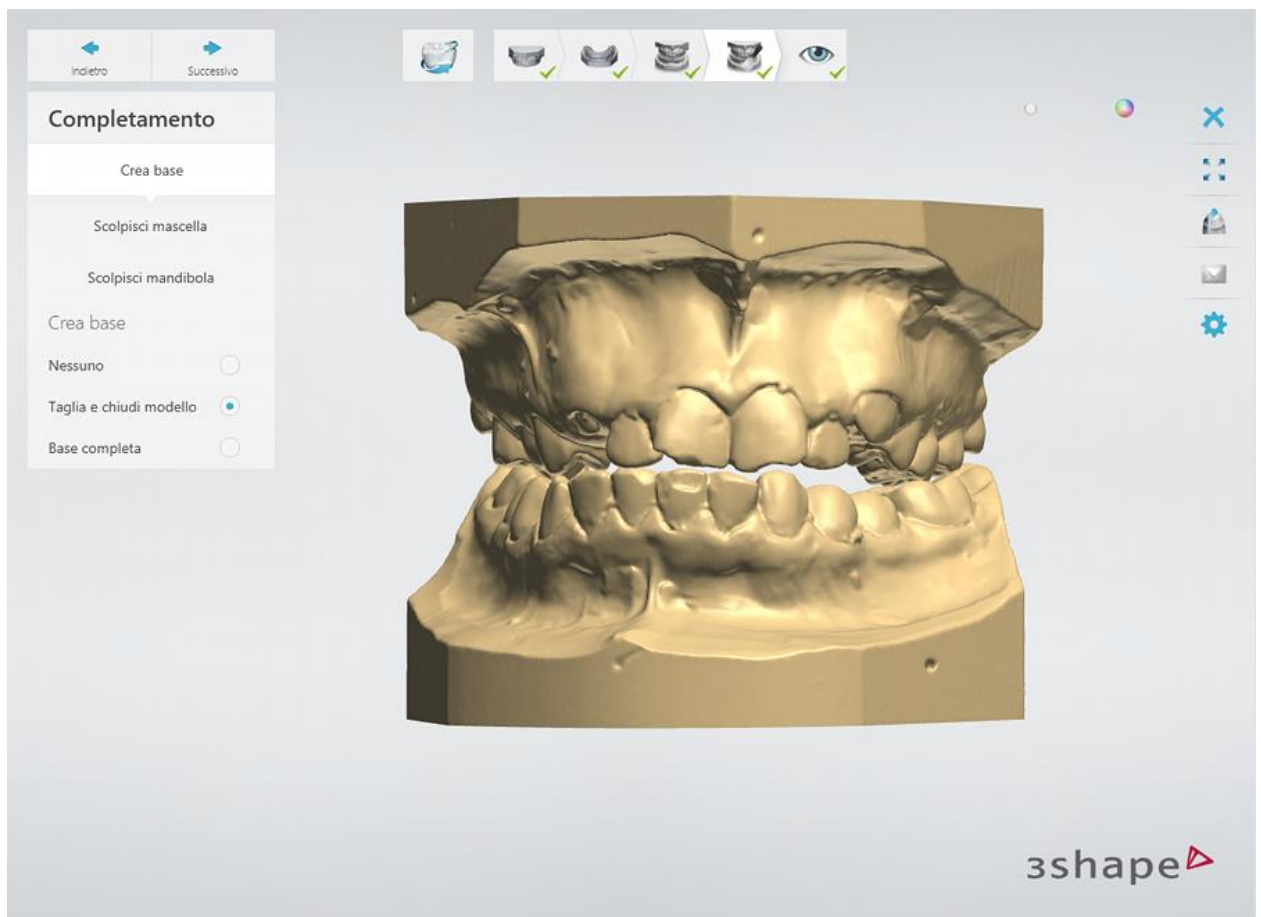 Indietro
Successivo
Completamento
Crea base
Scolpisci mascella
Scolpisci mandibola
Crea base
Nessuno
Taglia e chiudi modello
Base completa
3shape